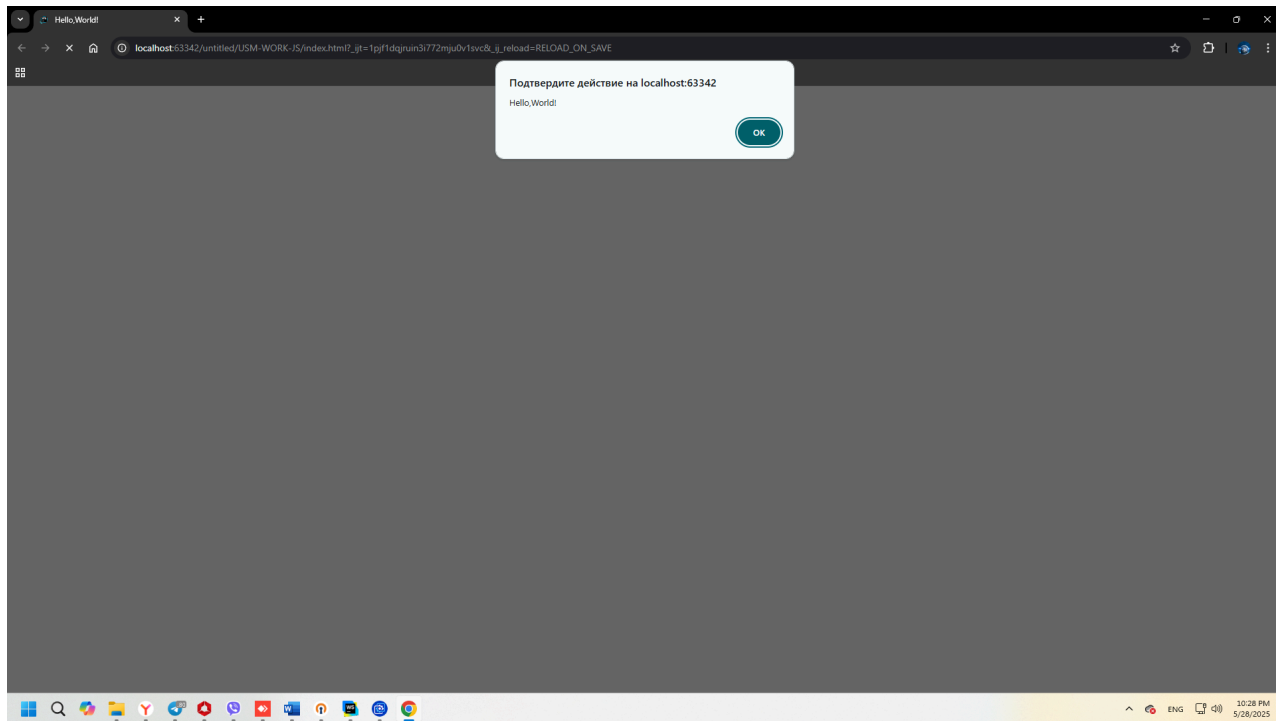 Hello,World!
localhost:63342/untitled/USM-WORK-JS/index.html?_ijt=1pjf1dqjruin3i772mju0v1svc&_ij_reload=RELOAD_ON_SAVE
Подтвердите действие на localhost:63342
Hello,World!
ОК
ENG
10:28 PM
5/28/2025